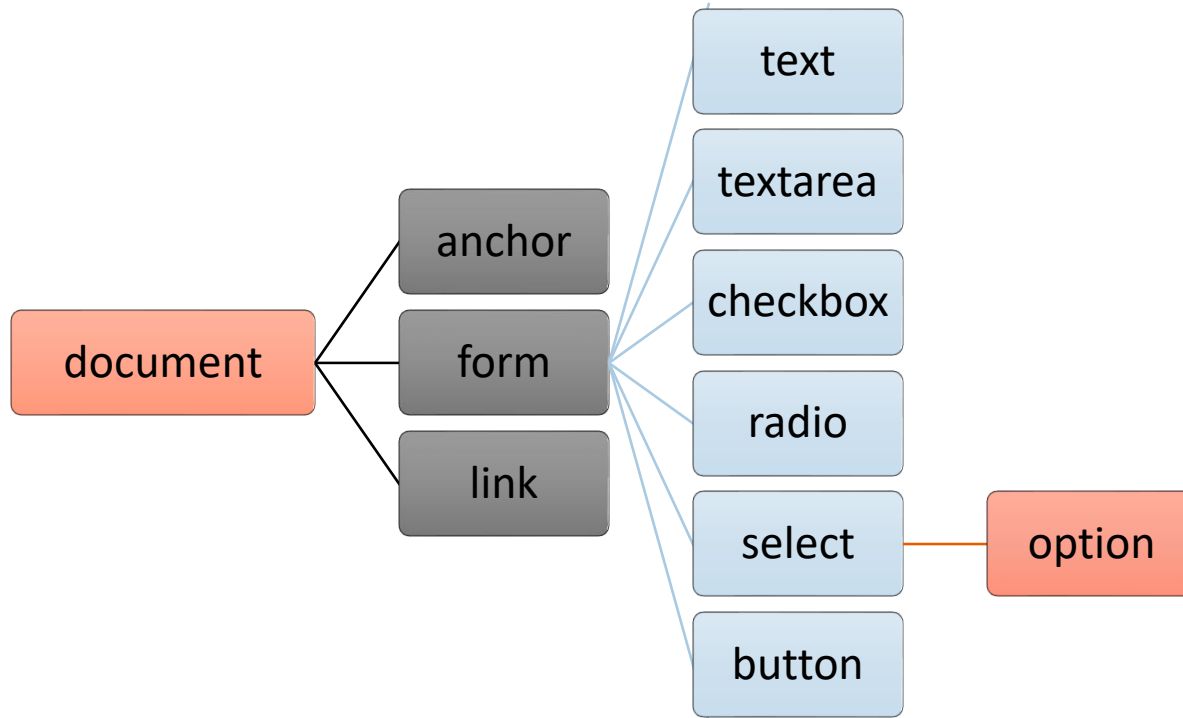 document
anchor
form
link
text
textarea
checkbox
radio
select
button
option